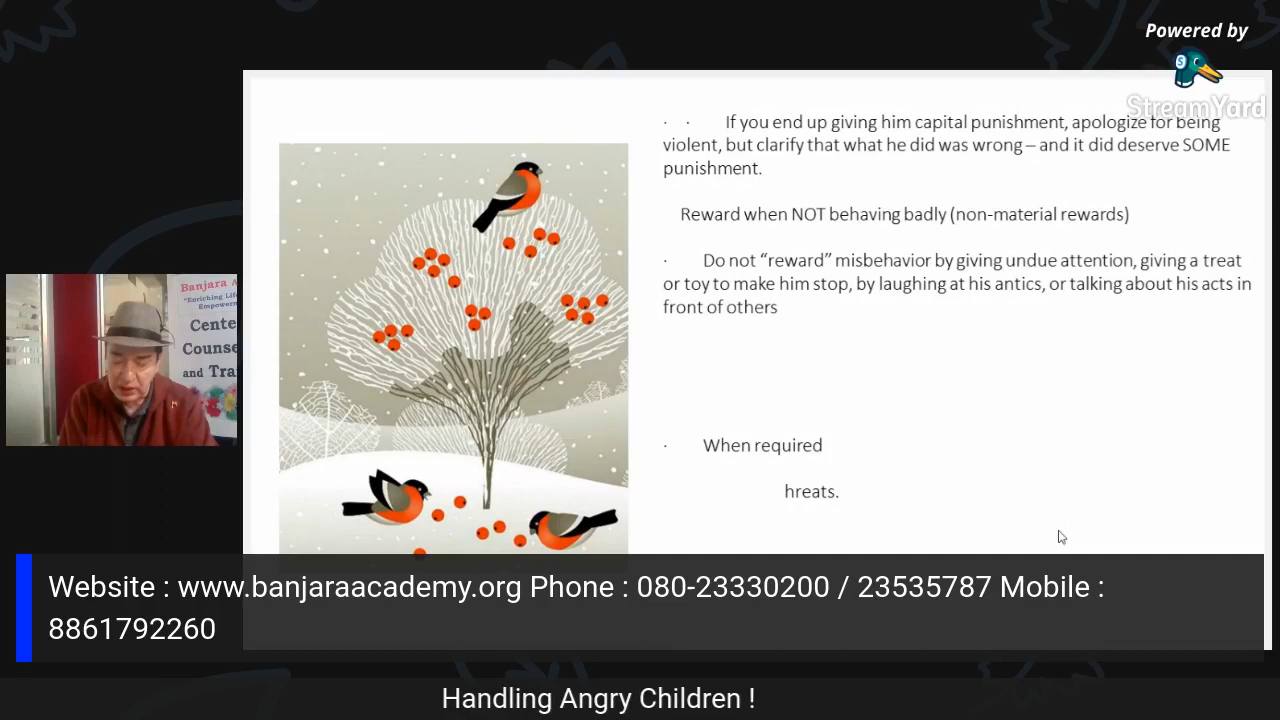 Powered by
StreamYard
· · If you end up giving him capital punishment, apologize for being
violent, but clarify that what he did was wrong – and it did deserve SOME
punishment.
Reward when NOT behaving badly (non-material rewards)
· Do not “reward” misbehavior by giving undue attention, giving a treat
or toy to make him stop, by laughing at his antics, or talking about his acts in
front of others
· When required
hreats.
Banjara A
"Enriching
Cente
Counse
and Tra
Website : www.banjaraacademy.org Phone : 080-23330200 / 23535787 Mobile :
8861792260
Handling Angry Children !